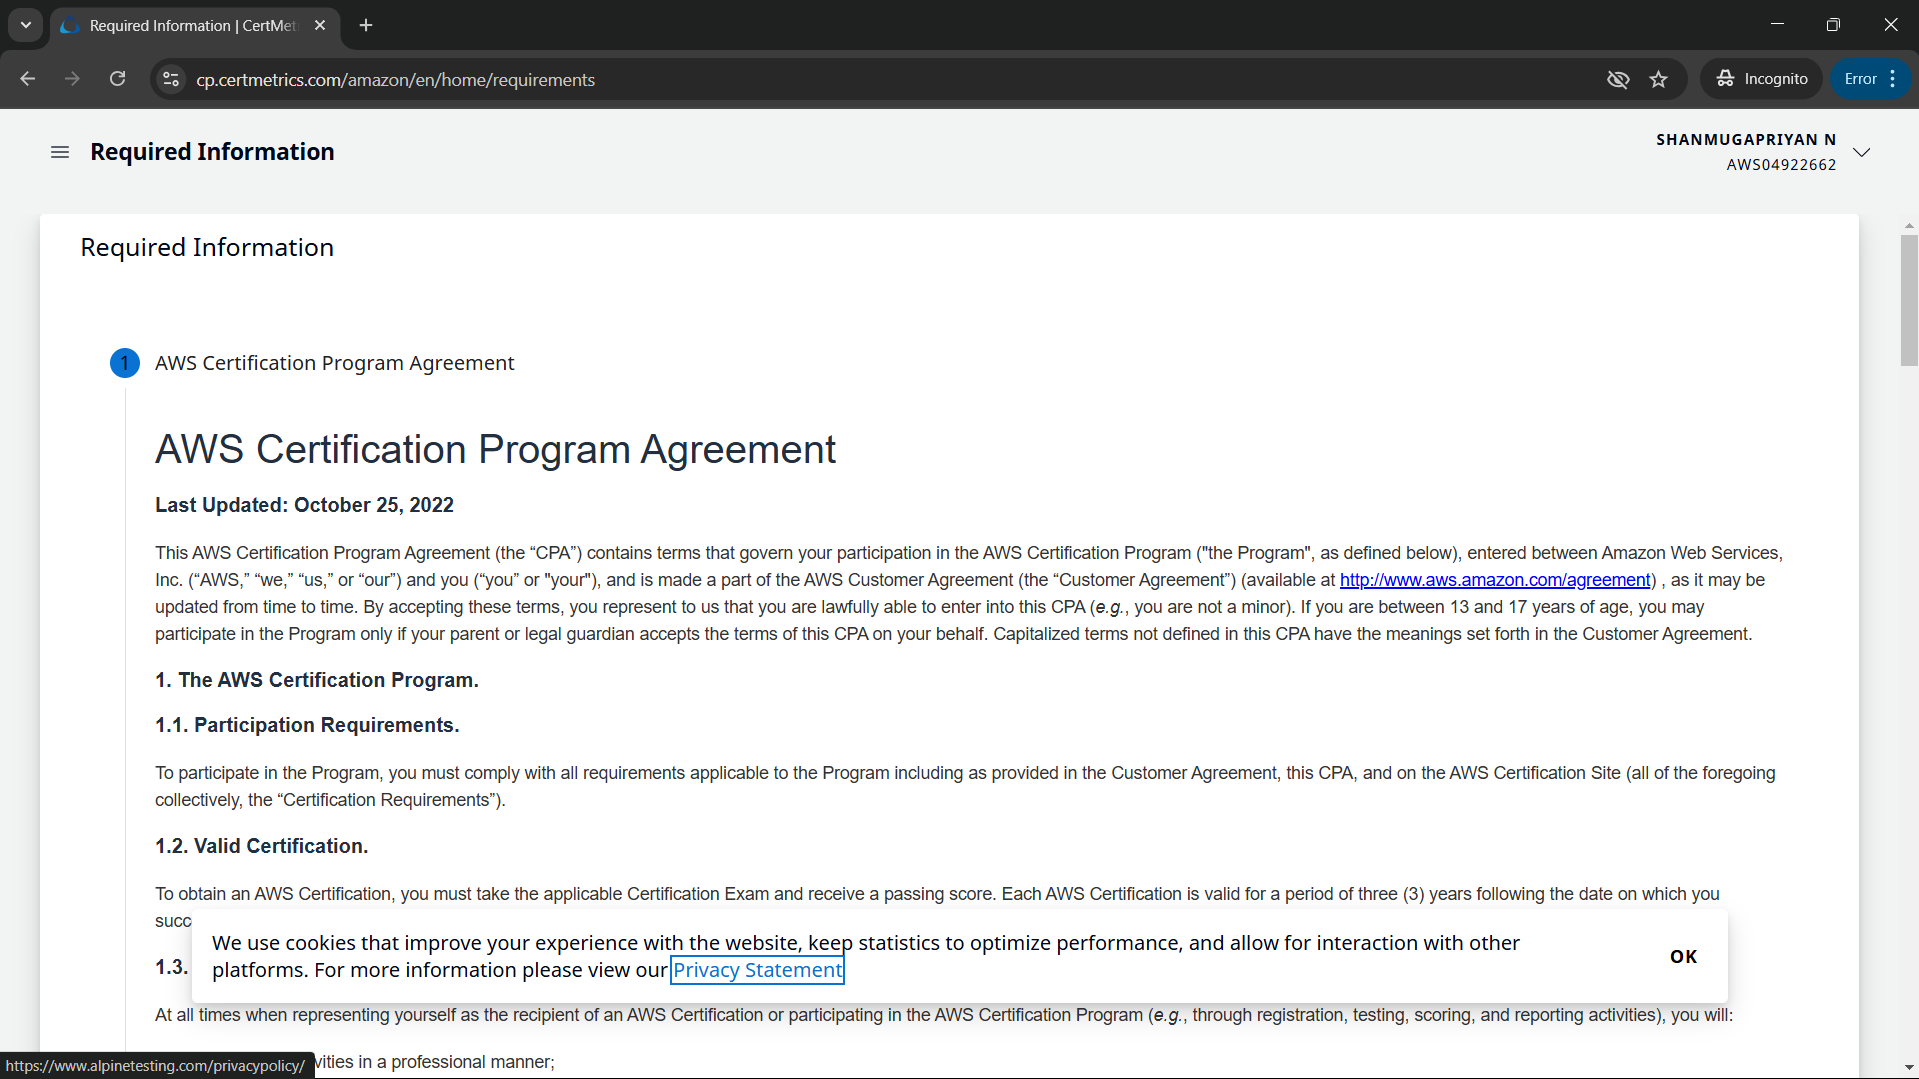 Required Information | CertMet
cp.certmetrics.com/amazon/en/home/requirements
Incognito
Error
Required Information
SHANMUGAPRIYAN N
AWS04922662
Required Information
1 AWS Certification Program Agreement
AWS Certification Program Agreement
Last Updated: October 25, 2022
This AWS Certification Program Agreement (the “CPA”) contains terms that govern your participation in the AWS Certification Program ("the Program", as defined below), entered between Amazon Web Services,
Inc. (“AWS,” “we,” “us,” or “our”) and you (“you” or "your"), and is made a part of the AWS Customer Agreement (the “Customer Agreement”) (available at http://www.aws.amazon.com/agreement) , as it may be
updated from time to time. By accepting these terms, you represent to us that you are lawfully able to enter into this CPA (e.g., you are not a minor). If you are between 13 and 17 years of age, you may
participate in the Program only if your parent or legal guardian accepts the terms of this CPA on your behalf. Capitalized terms not defined in this CPA have the meanings set forth in the Customer Agreement.
1. The AWS Certification Program.
1.1. Participation Requirements.
To participate in the Program, you must comply with all requirements applicable to the Program including as provided in the Customer Agreement, this CPA, and on the AWS Certification Site (all of the foregoing
collectively, the “Certification Requirements”).
1.2. Valid Certification.
To obtain an AWS Certification, you must take the applicable Certification Exam and receive a passing score. Each AWS Certification is valid for a period of three (3) years following the date on which you
succ
We use cookies that improve your experience with the website, keep statistics to optimize performance, and allow for interaction with other
platforms. For more information please view our Privacy Statement
OK
1.3.
At all times when representing yourself as the recipient of an AWS Certification or participating in the AWS Certification Program (e.g., through registration, testing, scoring, and reporting activities), you will:
vities in a professional manner;
https://www.alpinetesting.com/privacypolicy/